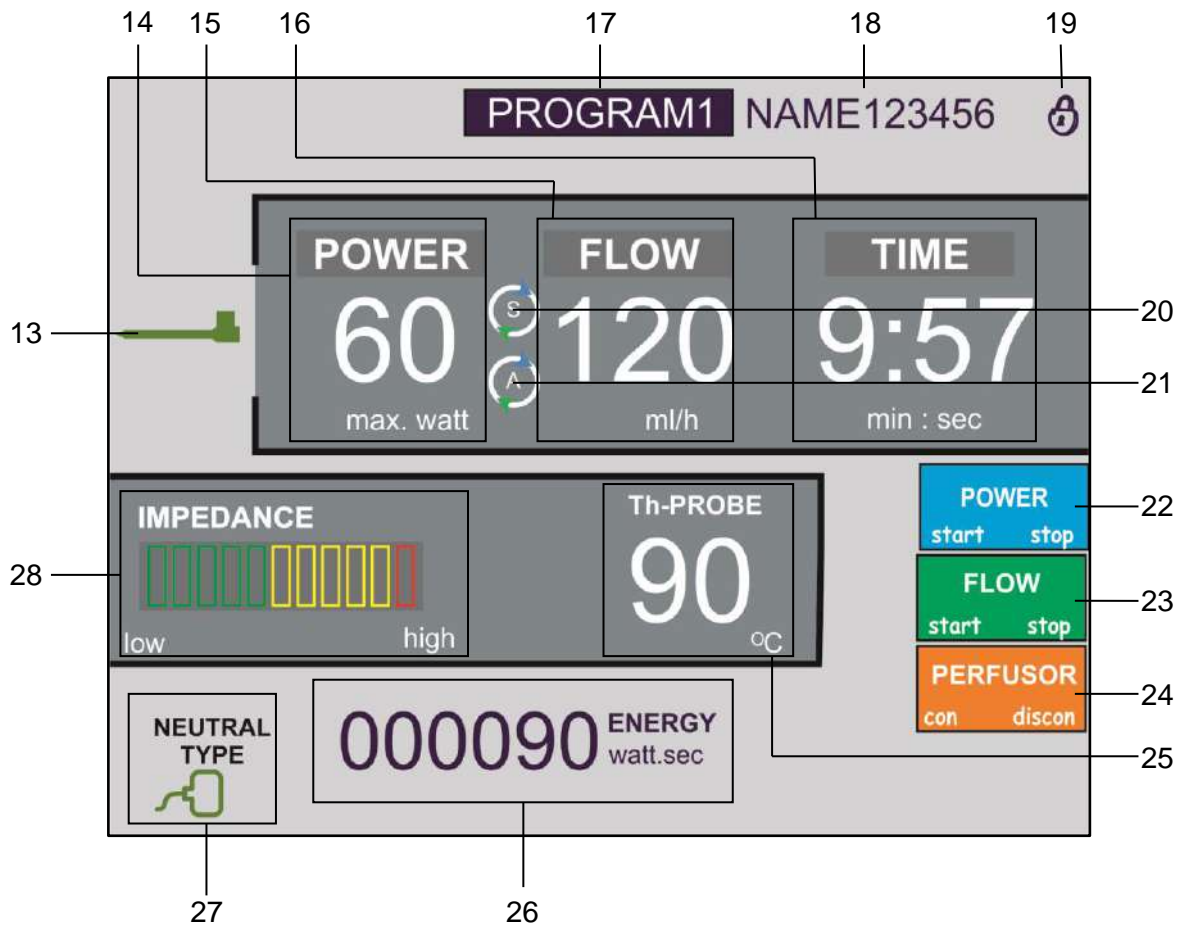 14 15 16 17 18 19
PROGRAM1 NAME123456
POWER FLOW TIME
60 S 120 9:57
A
max. watt ml/h min : sec
13
20
21
IMPEDANCE
low high
Th-PROBE
90
°C
POWER
start stop
FLOW
start stop
PERFUSOR
con discon
22
23
24
25
28
NEUTRAL
TYPE
000090 ENERGY
watt.sec
27 26